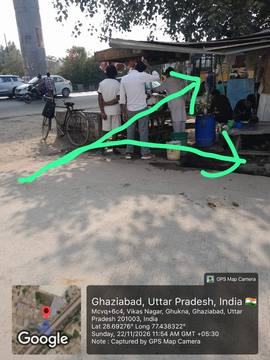 GPS Map Camera
Ghaziabad, Uttar Pradesh, India 🇮🇳
Mcvq+6c4, Vikas Nagar, Ghukna, Ghaziabad, Uttar
Pradesh 201003, India
Lat 28.69276° Long 77.438322°
Sunday, 22/11/2026 11:54 AM GMT +05:30
Note : Captured by GPS Map Camera
Google